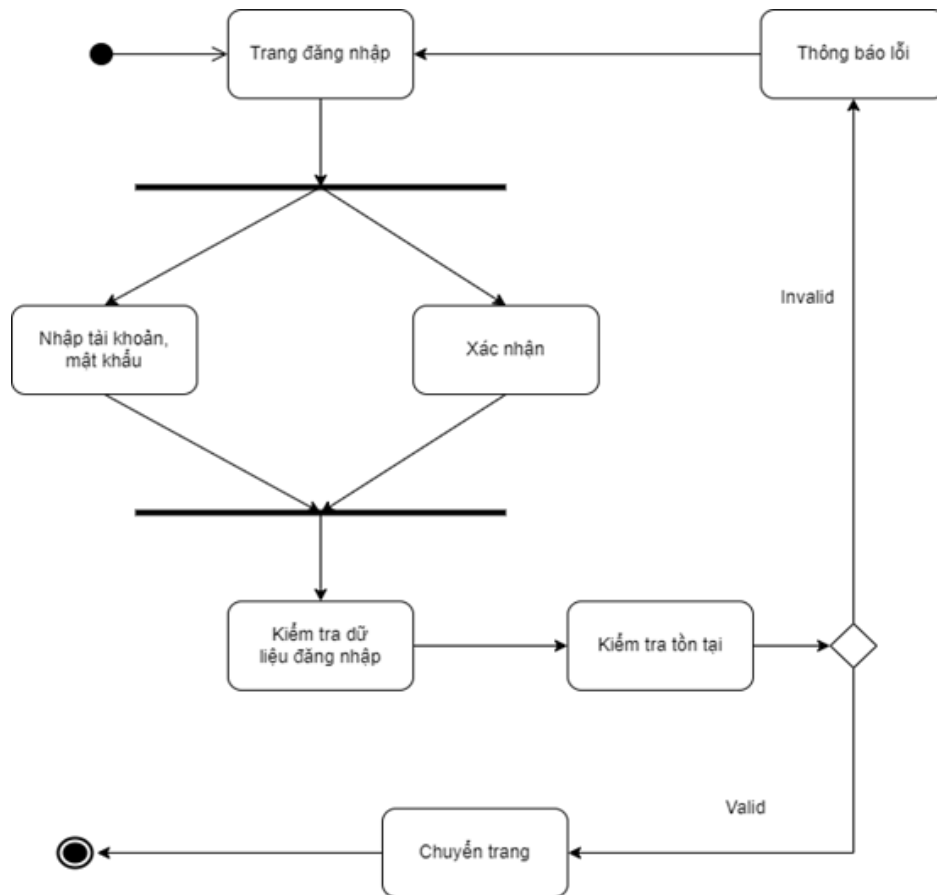 Trang đăng nhập
Thông báo lỗi
Invalid
Nhập tài khoản,
mật khẩu
Xác nhận
Kiểm tra dữ
liệu đăng nhập
Kiểm tra tồn tại
Valid
Chuyển trang